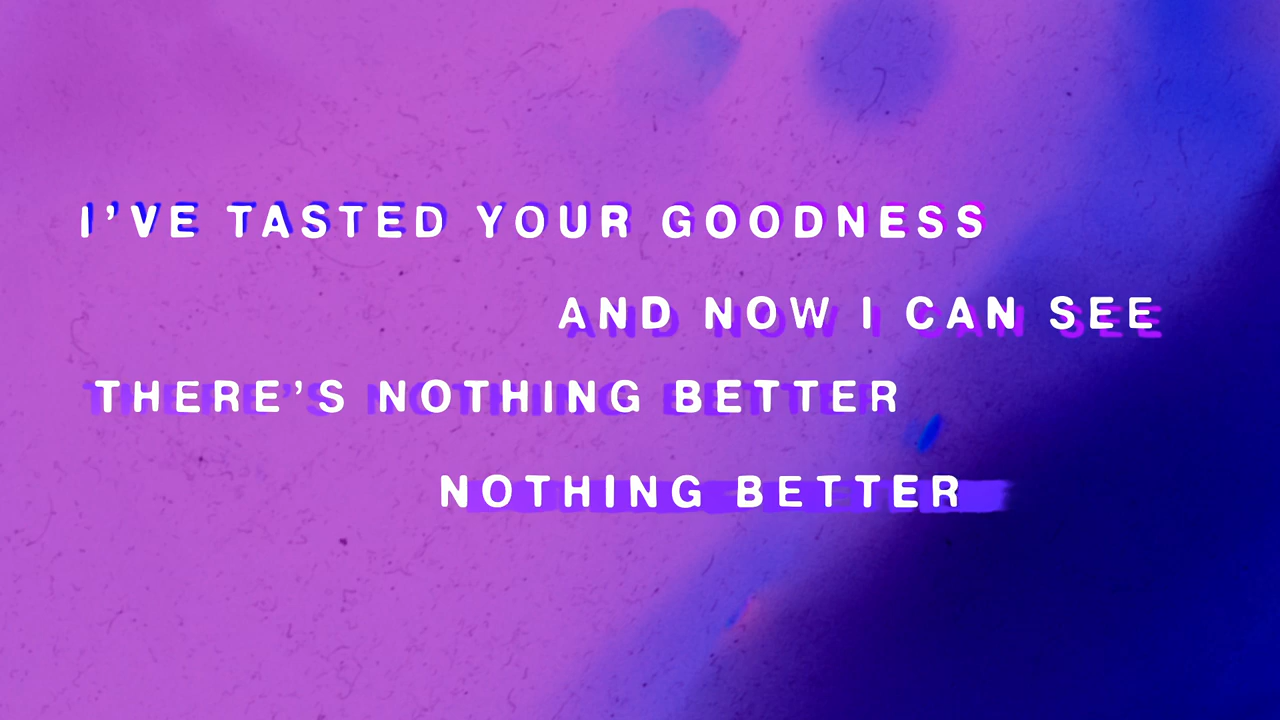 I'VE TASTED YOUR GOODNESS
AND NOW I CAN SEE
THERE'S NOTHING BETTER
NOTHING BETTER